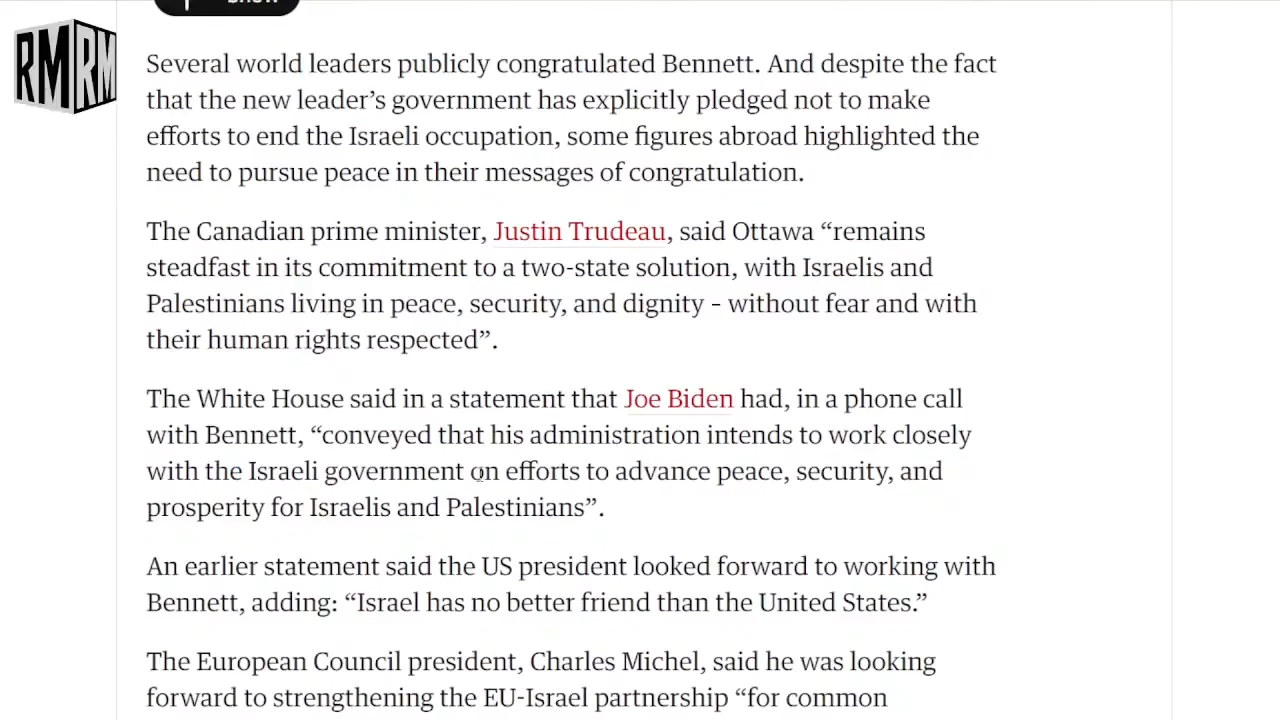 Show
RMRM
Several world leaders publicly congratulated Bennett. And despite the fact
that the new leader’s government has explicitly pledged not to make
efforts to end the Israeli occupation, some figures abroad highlighted the
need to pursue peace in their messages of congratulation.
The Canadian prime minister, Justin Trudeau, said Ottawa “remains
steadfast in its commitment to a two-state solution, with Israelis and
Palestinians living in peace, security, and dignity – without fear and with
their human rights respected”.
The White House said in a statement that Joe Biden had, in a phone call
with Bennett, “conveyed that his administration intends to work closely
with the Israeli government on efforts to advance peace, security, and
prosperity for Israelis and Palestinians”.
An earlier statement said the US president looked forward to working with
Bennett, adding: “Israel has no better friend than the United States.”
The European Council president, Charles Michel, said he was looking
forward to strengthening the EU-Israel partnership “for common